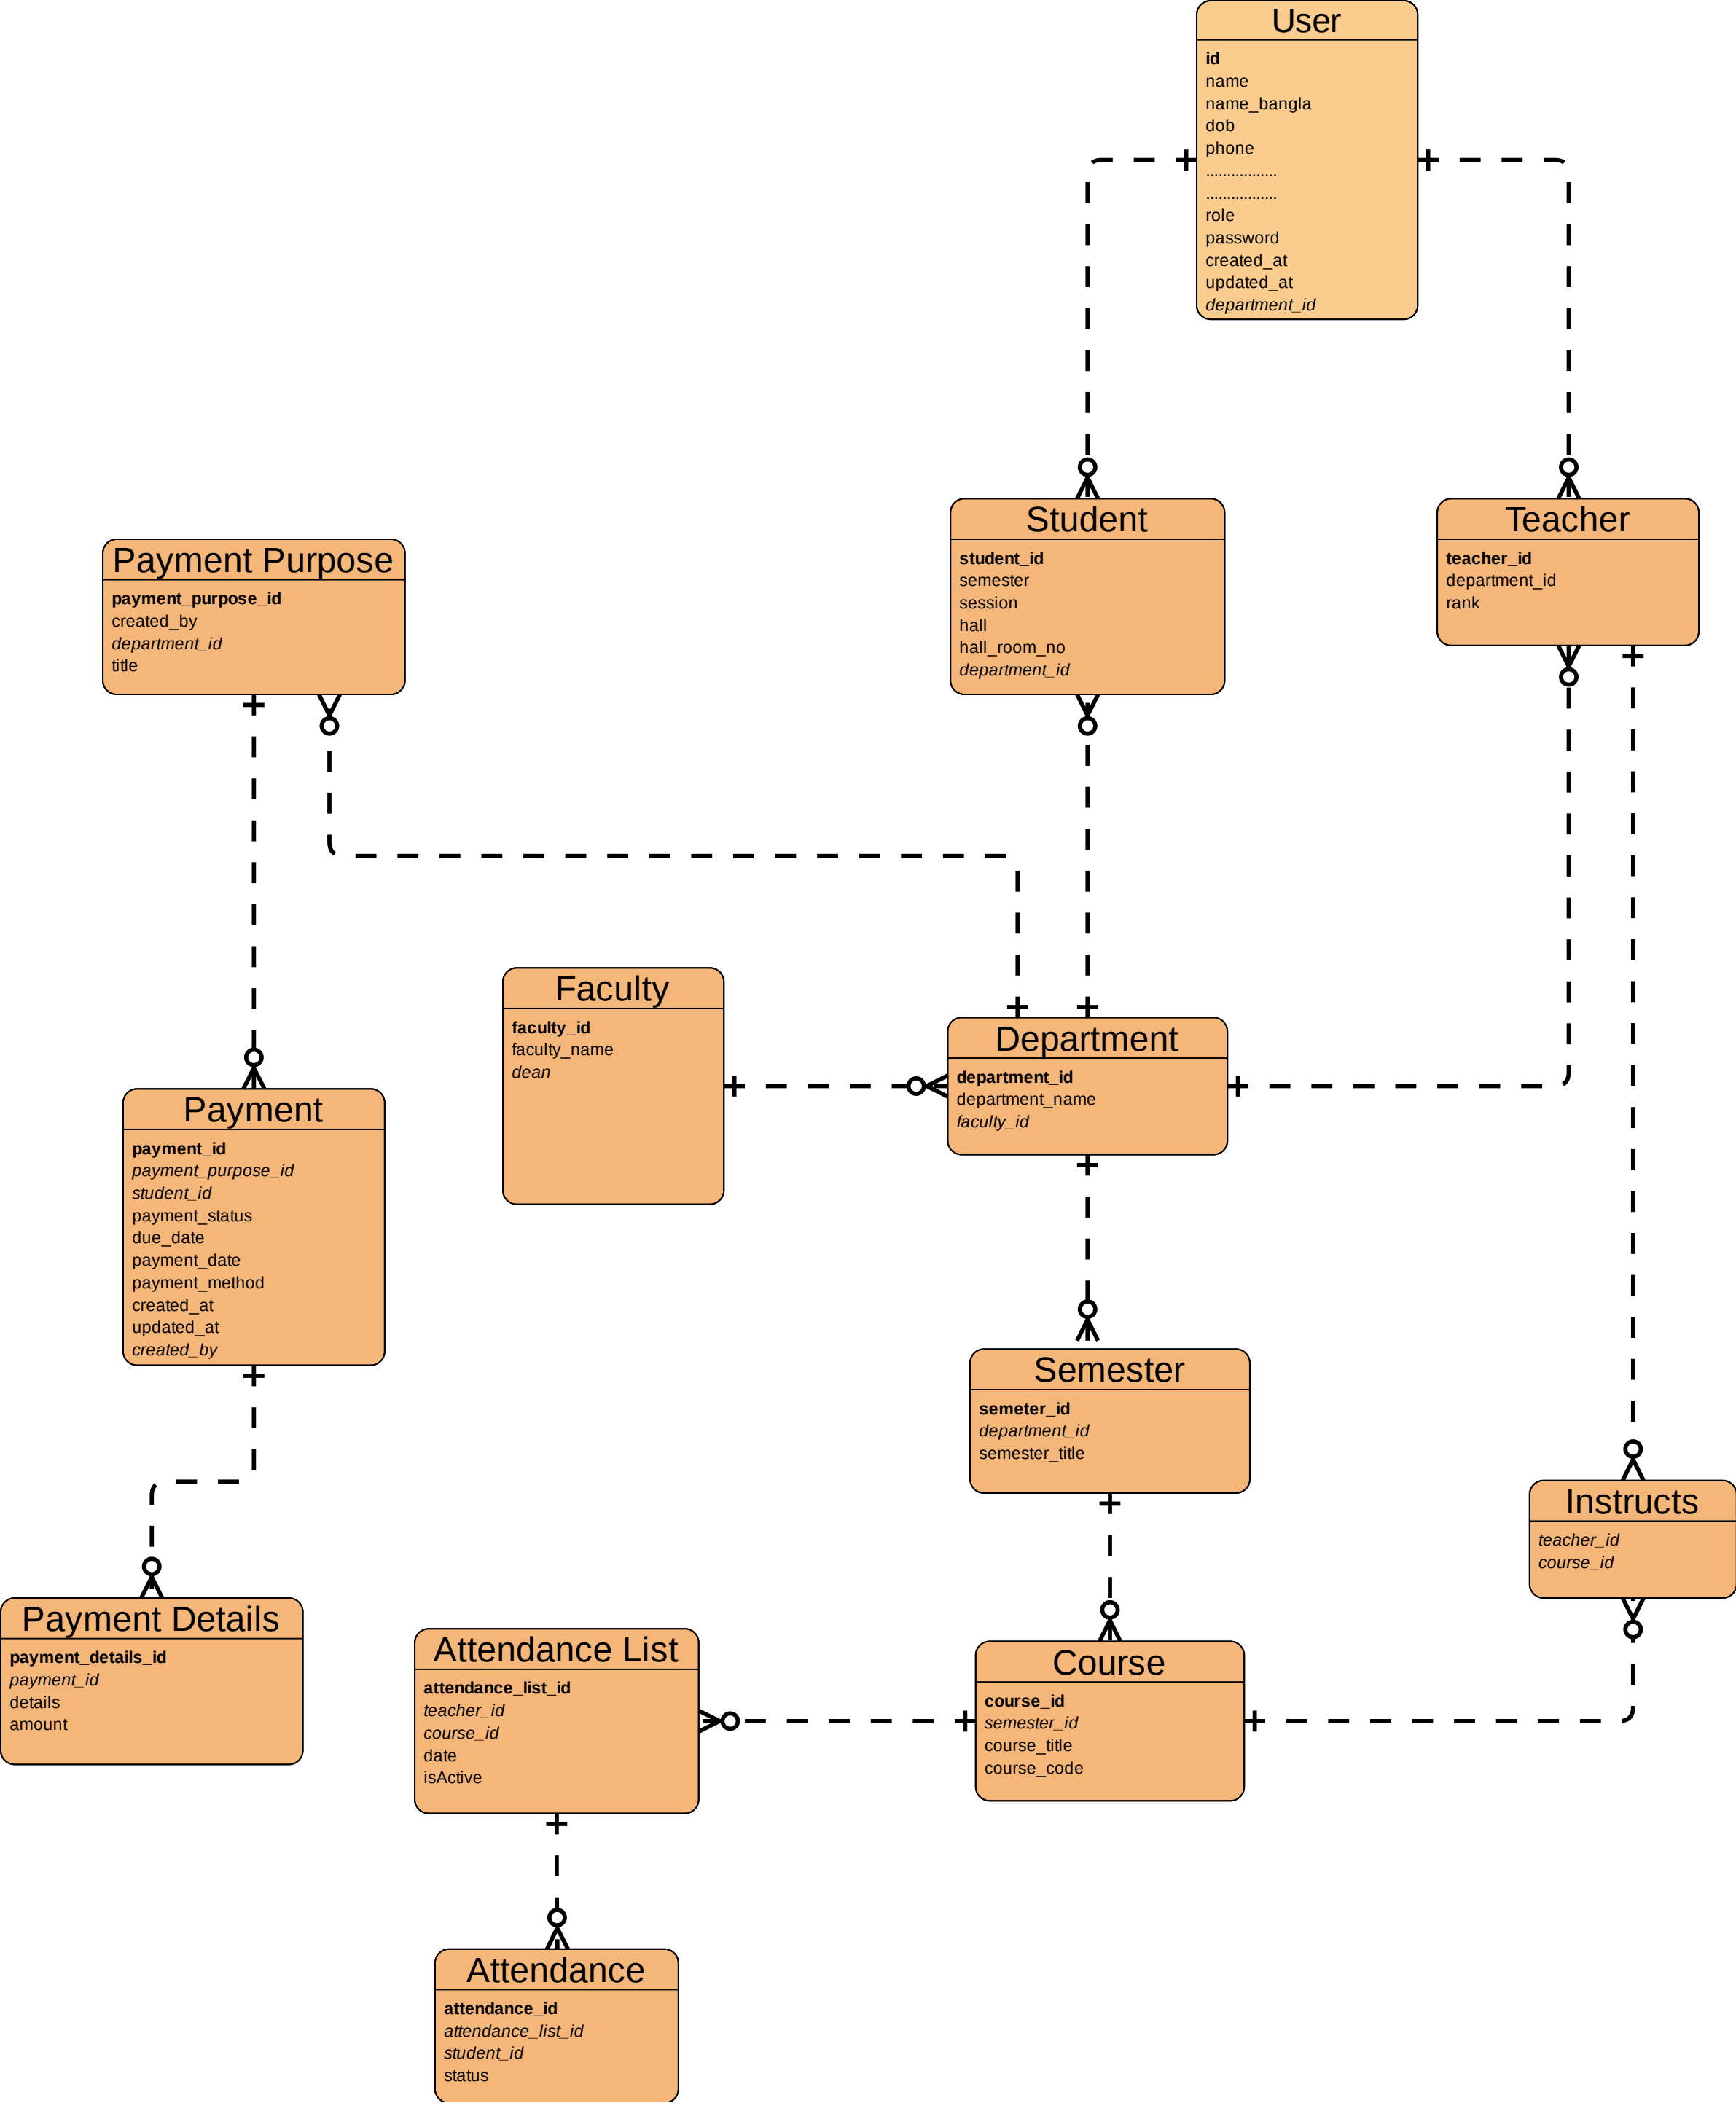 User
id
name
name_bangla
dob
phone
.................
.................
role
password
created_at
updated_at
department_id
Student
student_id
semester
session
hall
hall_room_no
department_id
Teacher
teacher_id
department_id
rank
Payment Purpose
payment_purpose_id
created_by
department_id
title
Faculty
faculty_id
faculty_name
dean
Department
department_id
department_name
faculty_id
Payment
payment_id
payment_purpose_id
student_id
payment_status
due_date
payment_date
payment_method
created_at
updated_at
created_by
Semester
semeter_id
department_id
semester_title
Instructs
teacher_id
course_id
Payment Details
payment_details_id
payment_id
details
amount
Attendance List
attendance_list_id
teacher_id
course_id
date
isActive
Course
course_id
semester_id
course_title
course_code
Attendance
attendance_id
attendance_list_id
student_id
status